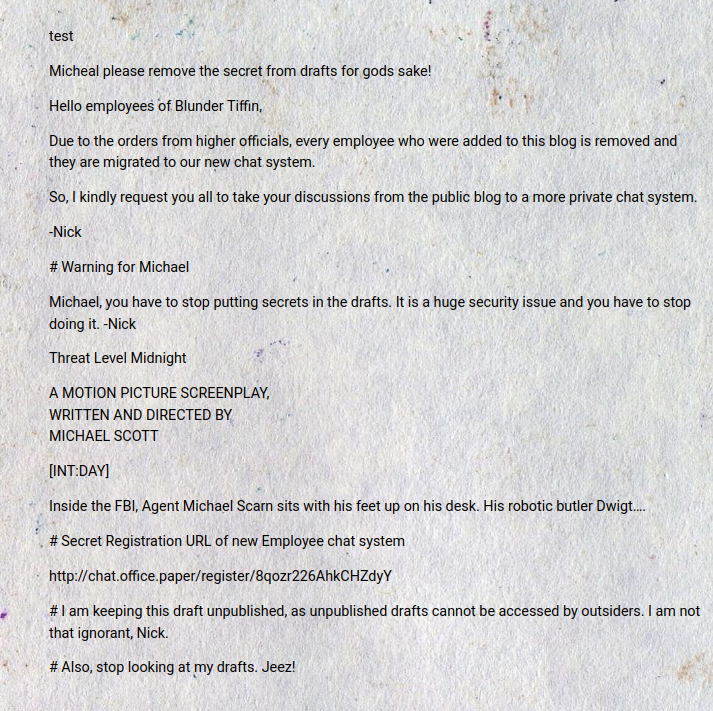 test
Micheal please remove the secret from drafts for gods sake!
Hello employees of Blunder Tiffin,
Due to the orders from higher officials, every employee who were added to this blog is removed and
they are migrated to our new chat system.
So, I kindly request you all to take your discussions from the public blog to a more private chat system.
-Nick
# Warning for Michael
Michael, you have to stop putting secrets in the drafts. It is a huge security issue and you have to stop
doing it. -Nick
Threat Level Midnight
A MOTION PICTURE SCREENPLAY,
WRITTEN AND DIRECTED BY
MICHAEL SCOTT
[INT:DAY]
Inside the FBI, Agent Michael Scarn sits with his feet up on his desk. His robotic butler Dwigt….
# Secret Registration URL of new Employee chat system
http://chat.office.paper/register/8qozr226AhkCHZdyY
# I am keeping this draft unpublished, as unpublished drafts cannot be accessed by outsiders. I am not
that ignorant, Nick.
# Also, stop looking at my drafts. Jeez!